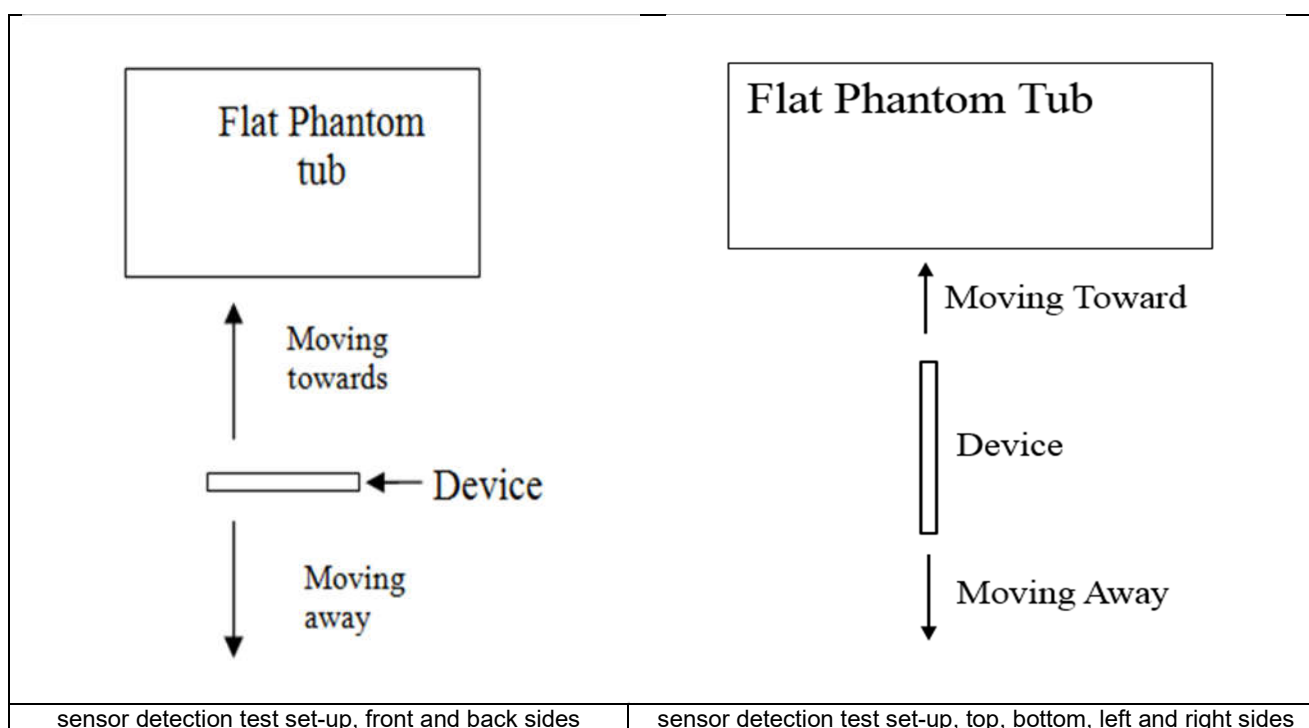 Flat Phantom
tub
Moving
towards
Device
Moving
away
Flat Phantom Tub
Moving Toward
Device
Moving Away
sensor detection test set-up, front and back sides
sensor detection test set-up, top, bottom, left and right sides